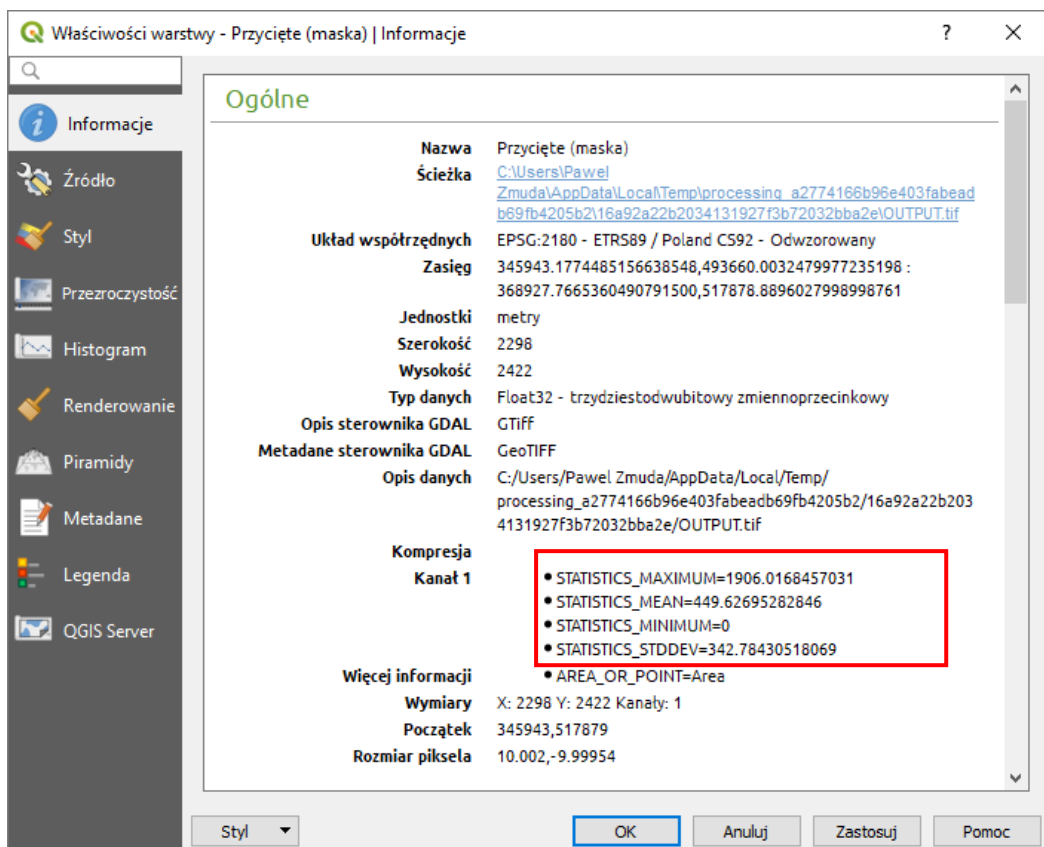 Właściwości warstwy - Przycięte (maska) | Informacje
Informacje
Źródło
Styl
Przezroczystość
Histogram
Renderowanie
Piramidy
Metadane
Legenda
QGIS Server
Ogólne
Nazwa Przycięte (maska)
Ścieżka C:\Users\Pawel
Zmuda\AppData\Local\Temp\processing_a2774166b96e403fabead
b69fb4205b2\16a92a22b2034131927f3b72032bba2e\OUTPUT.tif
Układ współrzędnych EPSG:2180 - ETRS89 / Poland CS92 - Odwzorowany
Zasięg 345943.1774485156638548,493660.0032479977235198 :
368927.7665360490791500,517878.8896027998998761
Jednostki metry
Szerokość 2298
Wysokość 2422
Typ danych Float32 - trzydziestodwubitowy zmiennoprzecinkowy
Opis sterownika GDAL GTiff
Metadane sterownika GDAL GeoTIFF
Opis danych C:/Users/Pawel Zmuda/AppData/Local/Temp/
processing_a2774166b96e403fabeadb69fb4205b2/16a92a22b203
4131927f3b72032bba2e/OUTPUT.tif
Kompresja
Kanał 1 • STATISTICS_MAXIMUM=1906.0168457031
• STATISTICS_MEAN=449.62695282846
• STATISTICS_MINIMUM=0
• STATISTICS_STDDEV=342.78430518069
Więcej informacji • AREA_OR_POINT=Area
Wymiary X: 2298 Y: 2422 Kanały: 1
Początek 345943,517879
Rozmiar piksela 10.002,-9.99954
Styl OK Anuluj Zastosuj Pomoc